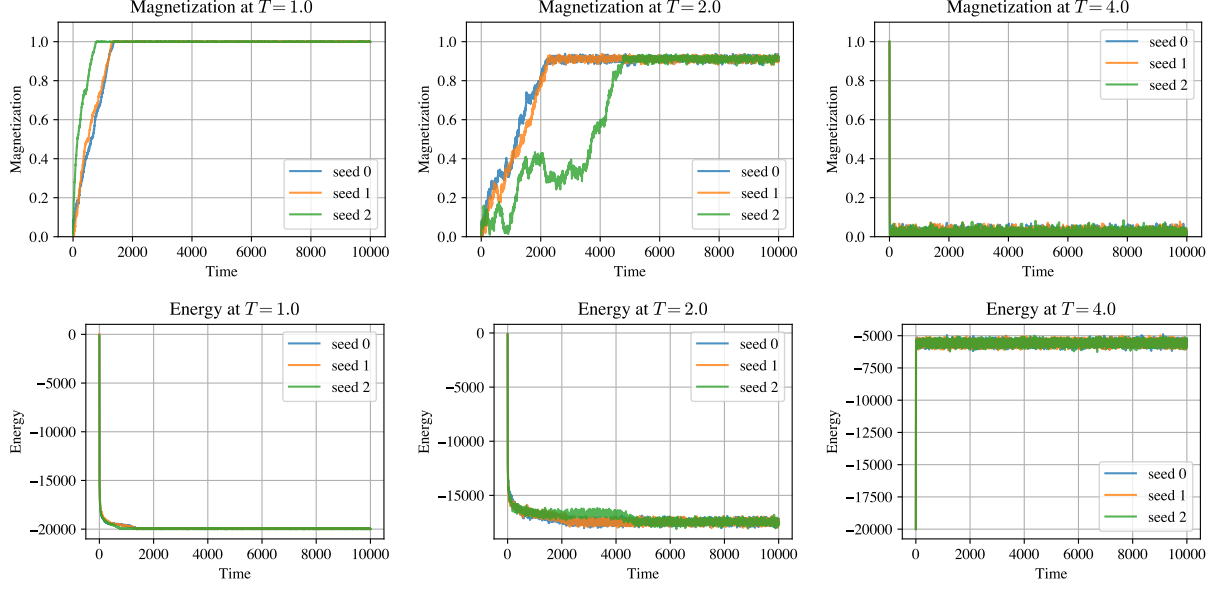 Magnetization at T = 1.0
Magnetization
1.0
0.8
0.6
0.4
0.2
0.0
0 2000 4000 6000 8000 10000
Time
seed 0
seed 1
seed 2
Magnetization at T = 2.0
Magnetization
1.0
0.8
0.6
0.4
0.2
0.0
0 2000 4000 6000 8000 10000
Time
seed 0
seed 1
seed 2
Magnetization at T = 4.0
Magnetization
1.0
0.8
0.6
0.4
0.2
0.0
0 2000 4000 6000 8000 10000
Time
seed 0
seed 1
seed 2
Energy at T = 1.0
Energy
0
−5000
−10000
−15000
−20000
0 2000 4000 6000 8000 10000
Time
seed 0
seed 1
seed 2
Energy at T = 2.0
Energy
0
−5000
−10000
−15000
0 2000 4000 6000 8000 10000
Time
seed 0
seed 1
seed 2
Energy at T = 4.0
Energy
−5000
−7500
−10000
−12500
−15000
−17500
−20000
0 2000 4000 6000 8000 10000
Time
seed 0
seed 1
seed 2